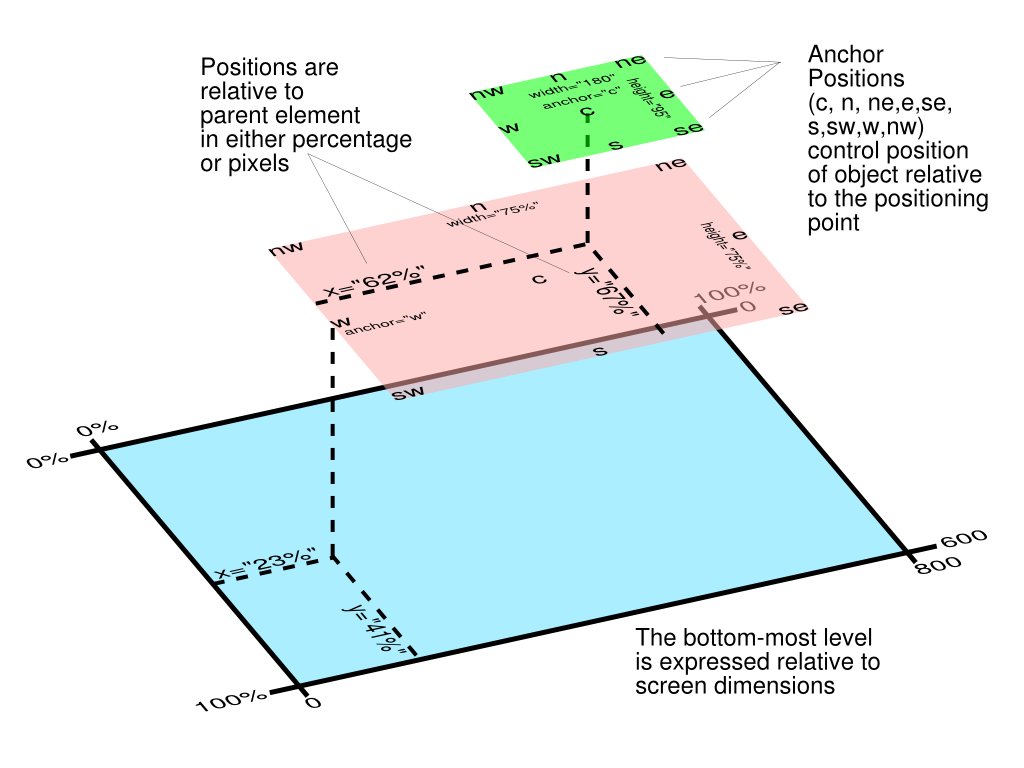 Positions are
relative to
parent element
in either percentage
or pixels
Anchor
Positions
(c, n, ne,e,se,
s,sw,w,nw)
control position
of object relative
to the positioning
point
nw
n
ne
width="180"
anchor="c"
height="95"
c
w
e
sw
s
se
nw
n
ne
width="75%"
height="75%"
e
x="62%"
c
y="67%"
w
anchor="w"
sw
s
se
100%
0
0%
0%
x="23%"
y="41%"
600
800
100%
0
The bottom-most level
is expressed relative to
screen dimensions